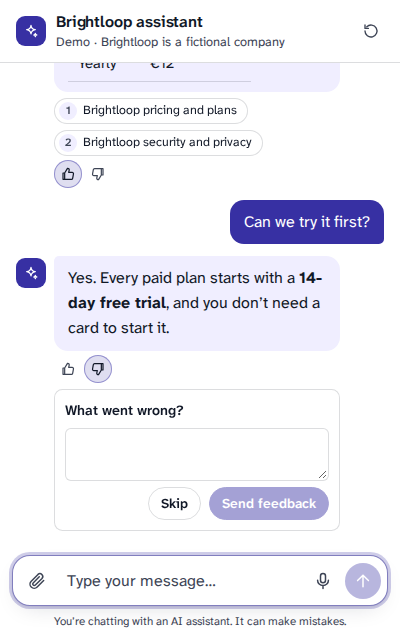 Brightloop assistant
Demo · Brightloop is a fictional company
Yearly €12
1 Brightloop pricing and plans
2 Brightloop security and privacy
Can we try it first?
Yes. Every paid plan starts with a 14-
day free trial, and you don’t need a
card to start it.
What went wrong?
Skip Send feedback
Type your message...
You’re chatting with an AI assistant. It can make mistakes.